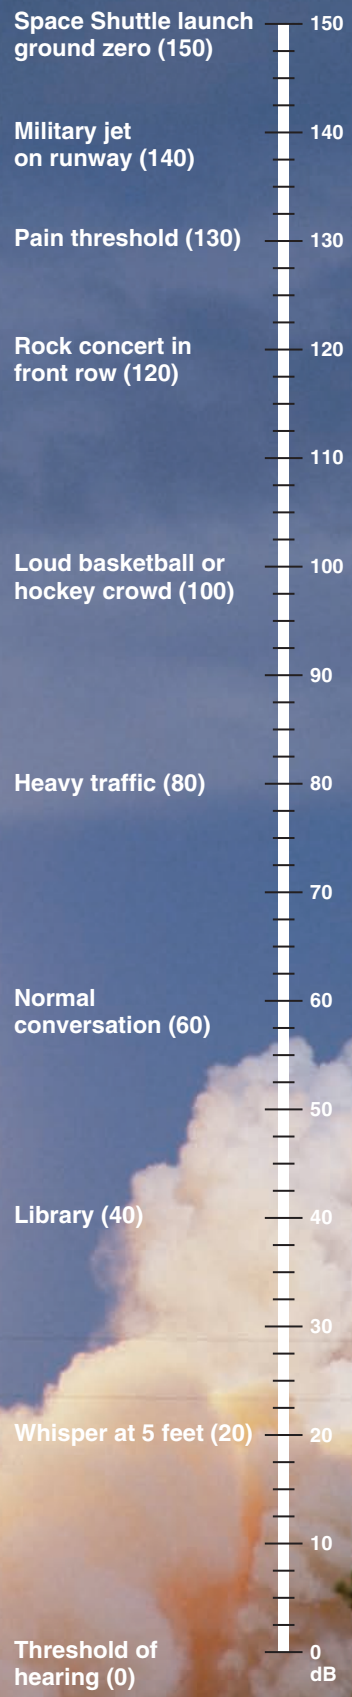 Space Shuttle launch 150
ground zero (150)
Military jet 140
on runway (140)
Pain threshold (130) 130
Rock concert in 120
front row (120)
110
Loud basketball or 100
hockey crowd (100)
90
Heavy traffic (80) 80
70
Normal 60
conversation (60)
50
Library (40) 40
30
Whisper at 5 feet (20) 20
10
Threshold of 0
hearing (0) dB